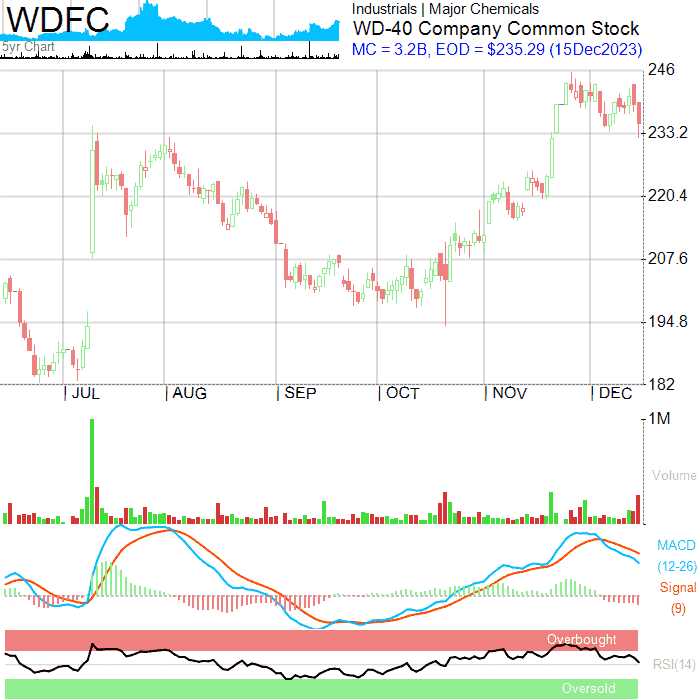 WDFC
5yr Chart
Industrials | Major Chemicals
WD-40 Company Common Stock
MC = 3.2B, EOD = $235.29 (15Dec2023)
246
233.2
220.4
207.6
194.8
182
JUL
AUG
SEP
OCT
NOV
DEC
1M
Volume
MACD
(12-26)
Signal
(9)
Overbought
RSI(14)
Oversold